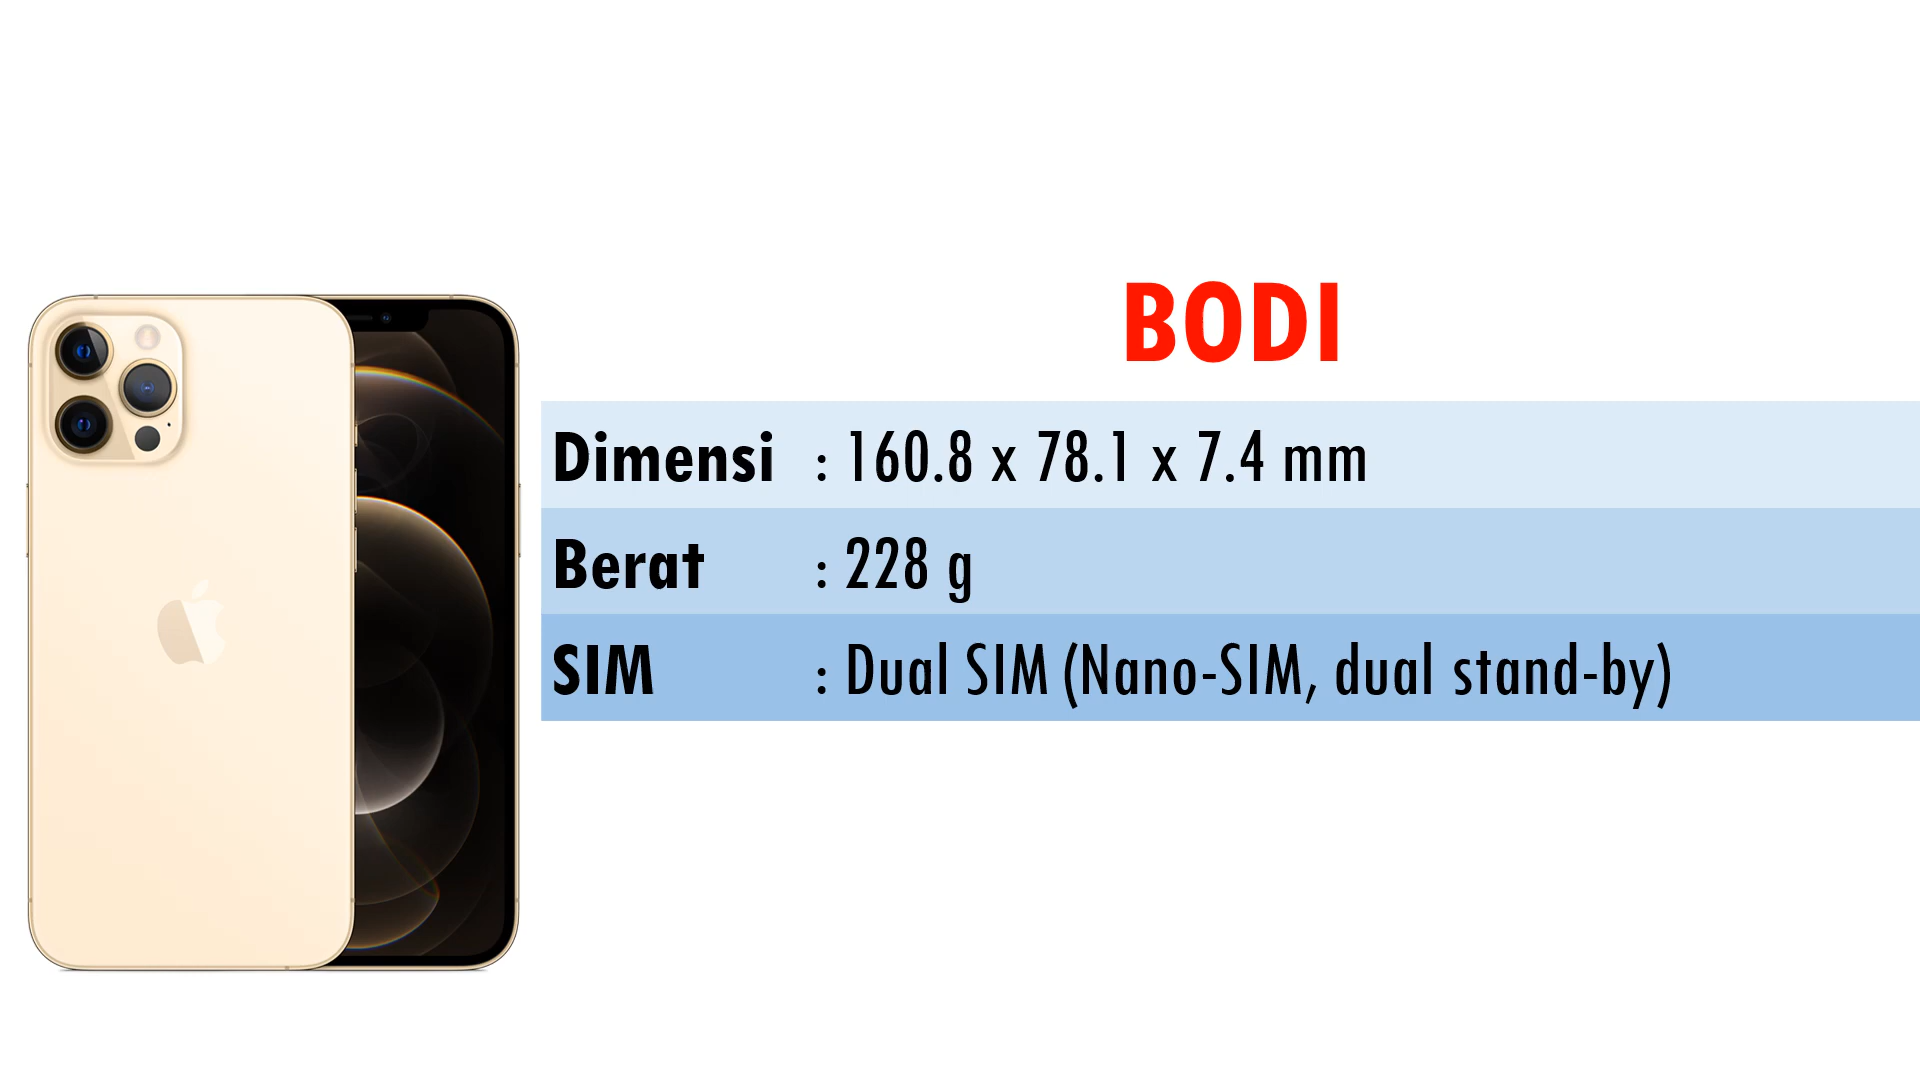 BODI
Dimensi : 160.8 x 78.1 x 7.4 mm
Berat : 228 g
SIM : Dual SIM (Nano-SIM, dual stand-by)